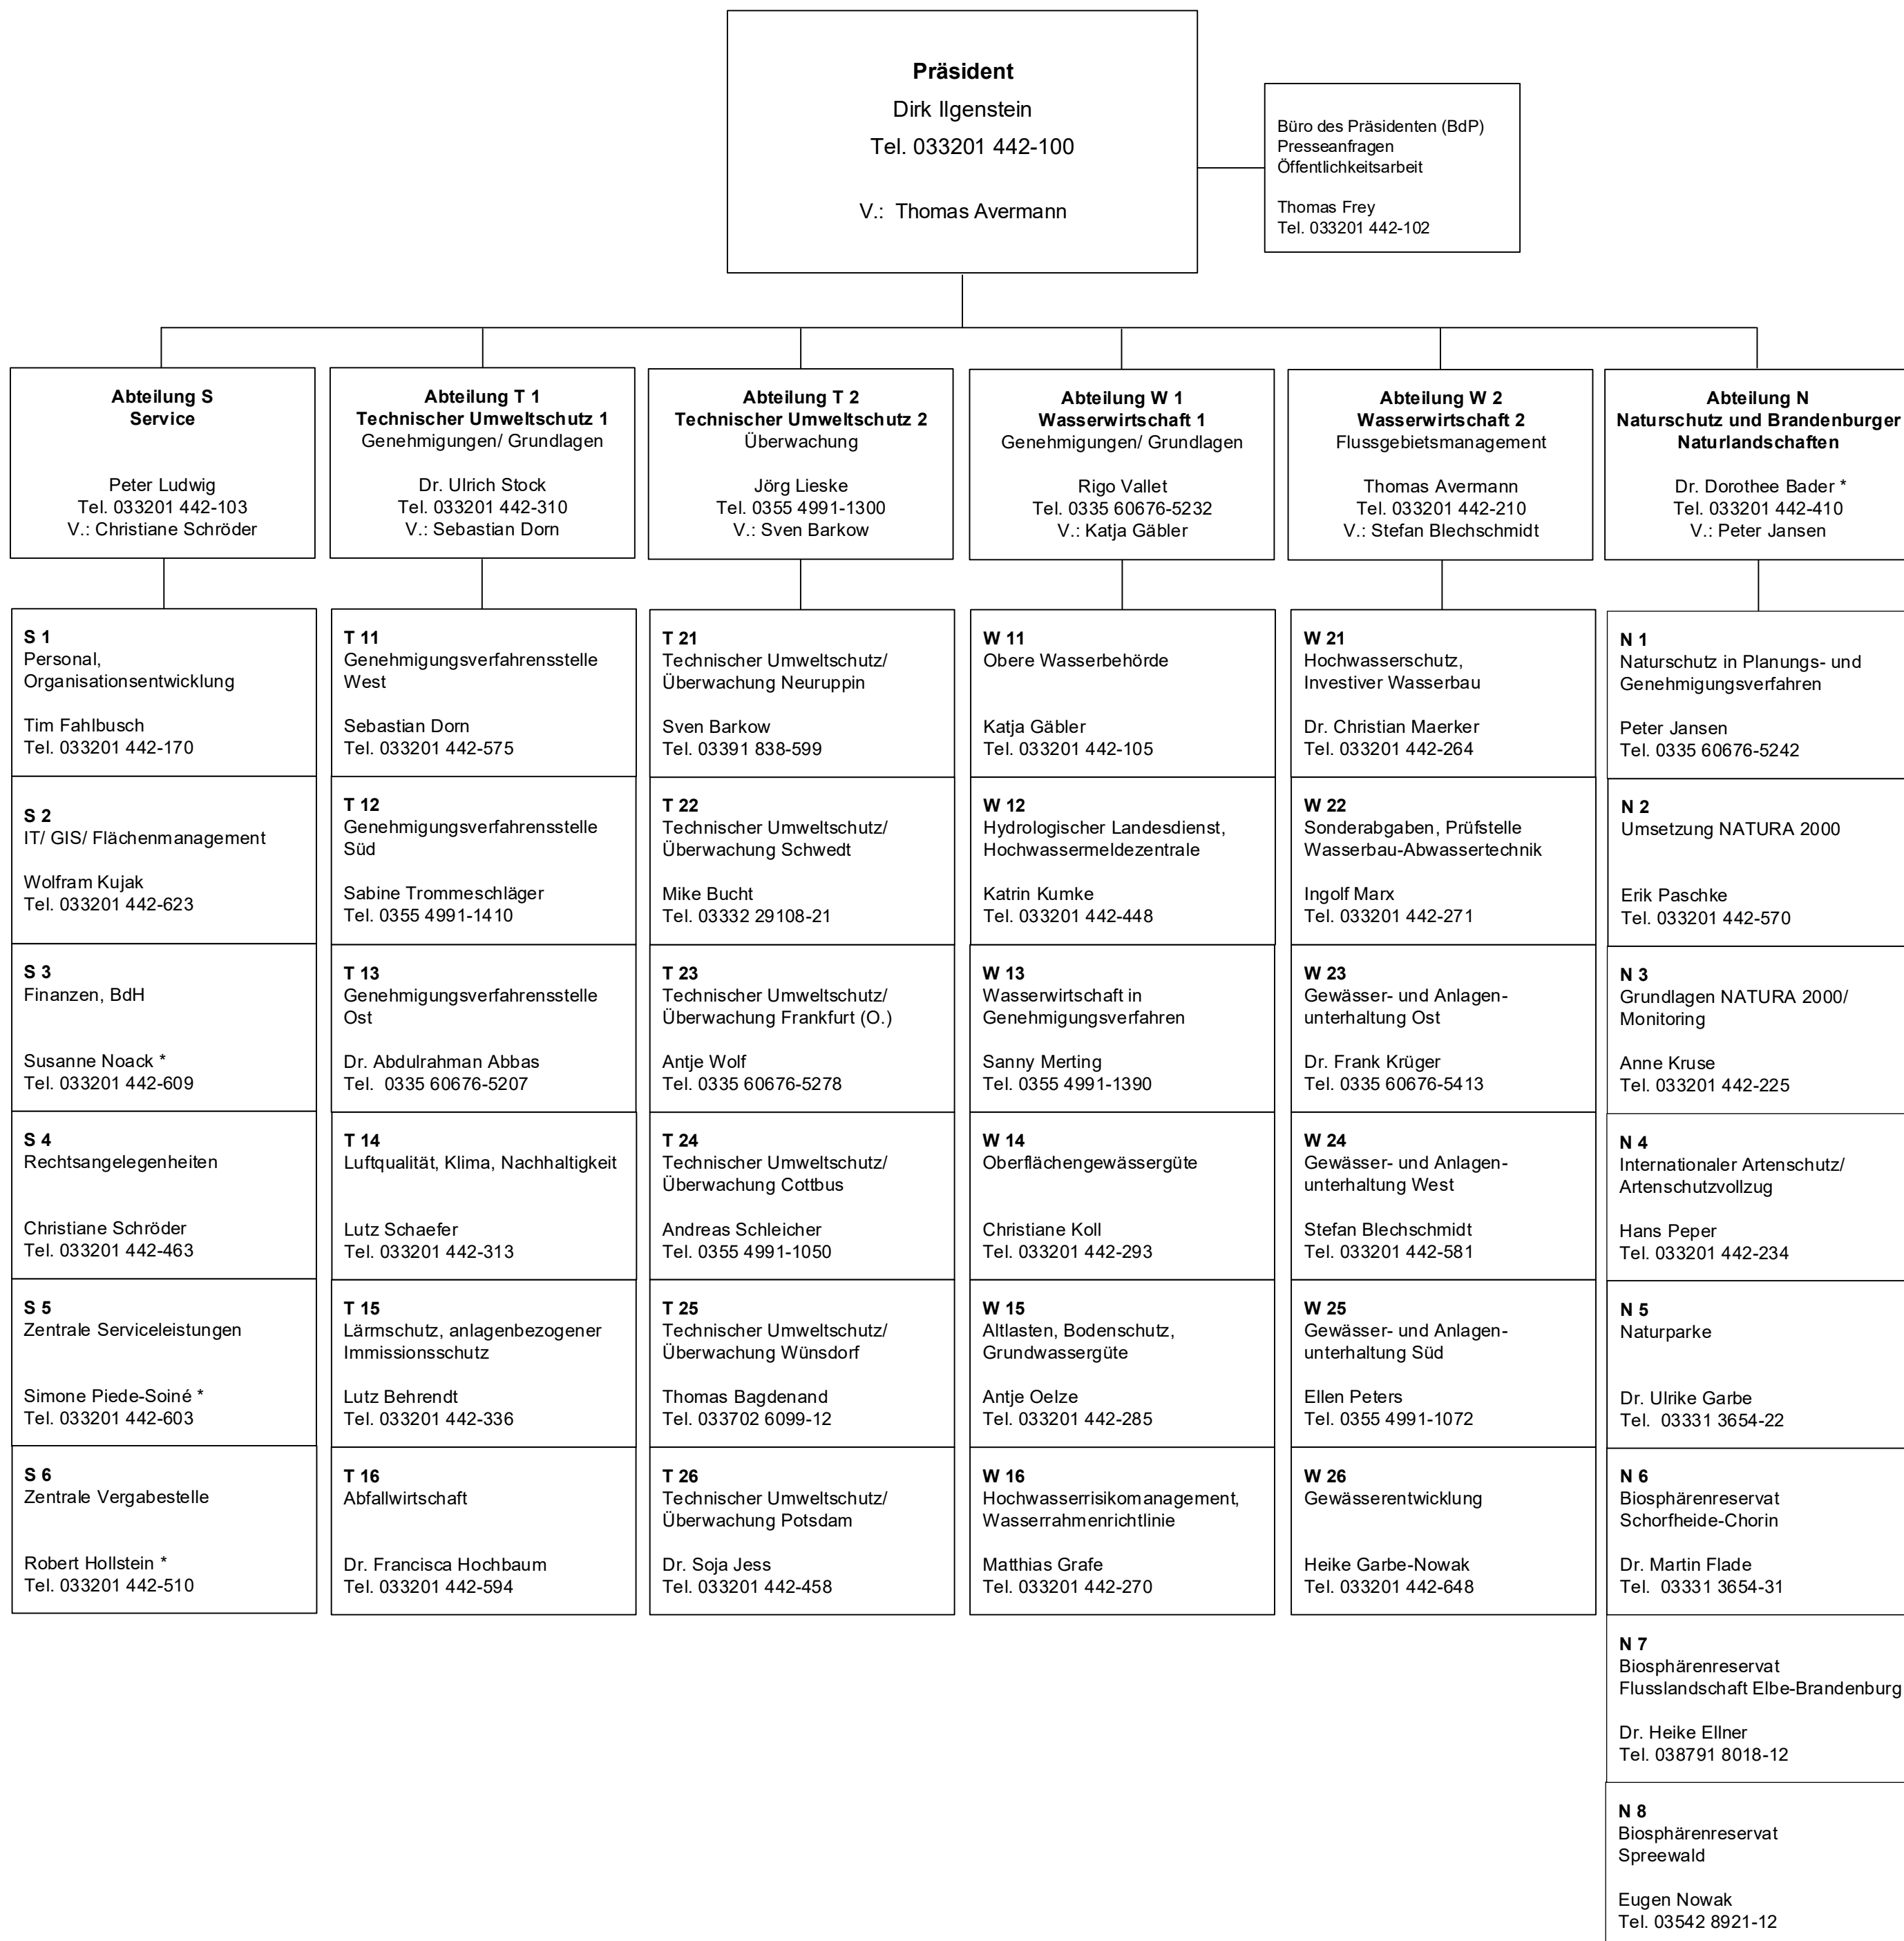 Präsident
Dirk Ilgenstein
Tel. 033201 442-100
V.: Thomas Avermann
Büro des Präsidenten (BdP)
Presseanfragen
Öffentlichkeitsarbeit
Thomas Frey
Tel. 033201 442-102
Abteilung S
Service
Peter Ludwig
Tel. 033201 442-103
V.: Christiane Schröder
Abteilung T 1
Technischer Umweltschutz 1
Genehmigungen/ Grundlagen
Dr. Ulrich Stock
Tel. 033201 442-310
V.: Sebastian Dorn
Abteilung T 2
Technischer Umweltschutz 2
Überwachung
Jörg Lieske
Tel. 0355 4991-1300
V.: Sven Barkow
Abteilung W 1
Wasserwirtschaft 1
Genehmigungen/ Grundlagen
Rigo Vallet
Tel. 0335 60676-5232
V.: Katja Gäbler
Abteilung W 2
Wasserwirtschaft 2
Flussgebietsmanagement
Thomas Avermann
Tel. 033201 442-210
V.: Stefan Blechschmidt
Abteilung N
Naturschutz und Brandenburger
Naturlandschaften
Dr. Dorothee Bader *
Tel. 033201 442-410
V.: Peter Jansen
S 1
Personal,
Organisationsentwicklung
Tim Fahlbusch
Tel. 033201 442-170
S 2
IT/ GIS/ Flächenmanagement
Wolfram Kujak
Tel. 033201 442-623
S 3
Finanzen, BdH
Susanne Noack *
Tel. 033201 442-609
S 4
Rechtsangelegenheiten
Christiane Schröder
Tel. 033201 442-463
S 5
Zentrale Serviceleistungen
Simone Piede-Soiné *
Tel. 033201 442-603
S 6
Zentrale Vergabestelle
Robert Hollstein *
Tel. 033201 442-510
T 11
Genehmigungsverfahrensstelle
West
Sebastian Dorn
Tel. 033201 442-575
T 12
Genehmigungsverfahrensstelle
Süd
Sabine Trommeschläger
Tel. 0355 4991-1410
T 13
Genehmigungsverfahrensstelle
Ost
Dr. Abdulrahman Abbas
Tel. 0335 60676-5207
T 14
Luftqualität, Klima, Nachhaltigkeit
Lutz Schaefer
Tel. 033201 442-313
T 15
Lärmschutz, anlagenbezogener
Immissionsschutz
Lutz Behrendt
Tel. 033201 442-336
T 16
Abfallwirtschaft
Dr. Francisca Hochbaum
Tel. 033201 442-594
T 21
Technischer Umweltschutz/
Überwachung Neuruppin
Sven Barkow
Tel. 03391 838-599
T 22
Technischer Umweltschutz/
Überwachung Schwedt
Mike Bucht
Tel. 03332 29108-21
T 23
Technischer Umweltschutz/
Überwachung Frankfurt (O.)
Antje Wolf
Tel. 0335 60676-5278
T 24
Technischer Umweltschutz/
Überwachung Cottbus
Andreas Schleicher
Tel. 0355 4991-1050
T 25
Technischer Umweltschutz/
Überwachung Wünsdorf
Thomas Bagdenand
Tel. 033702 6099-12
T 26
Technischer Umweltschutz/
Überwachung Potsdam
Dr. Soja Jess
Tel. 033201 442-458
W 11
Obere Wasserbehörde
Katja Gäbler
Tel. 033201 442-105
W 12
Hydrologischer Landesdienst,
Hochwassermeldezentrale
Katrin Kumke
Tel. 033201 442-448
W 13
Wasserwirtschaft in
Genehmigungsverfahren
Sanny Merting
Tel. 0355 4991-1390
W 14
Oberflächengewässergüte
Christiane Koll
Tel. 033201 442-293
W 15
Altlasten, Bodenschutz,
Grundwassergüte
Antje Oelze
Tel. 033201 442-285
W 16
Hochwasserrisikomanagement,
Wasserrahmenrichtlinie
Matthias Grafe
Tel. 033201 442-270
W 21
Hochwasserschutz,
Investiver Wasserbau
Dr. Christian Maerker
Tel. 033201 442-264
W 22
Sonderabgaben, Prüfstelle
Wasserbau-Abwassertechnik
Ingolf Marx
Tel. 033201 442-271
W 23
Gewässer- und Anlagen-
unterhaltung Ost
Dr. Frank Krüger
Tel. 0335 60676-5413
W 24
Gewässer- und Anlagen-
unterhaltung West
Stefan Blechschmidt
Tel. 033201 442-581
W 25
Gewässer- und Anlagen-
unterhaltung Süd
Ellen Peters
Tel. 0355 4991-1072
W 26
Gewässerentwicklung
Heike Garbe-Nowak
Tel. 033201 442-648
N 1
Naturschutz in Planungs- und
Genehmigungsverfahren
Peter Jansen
Tel. 0335 60676-5242
N 2
Umsetzung NATURA 2000
Erik Paschke
Tel. 033201 442-570
N 3
Grundlagen NATURA 2000/
Monitoring
Anne Kruse
Tel. 033201 442-225
N 4
Internationaler Artenschutz/
Artenschutzvollzug
Hans Peper
Tel. 033201 442-234
N 5
Naturparke
Dr. Ulrike Garbe
Tel. 03331 3654-22
N 6
Biosphärenreservat
Schorfheide-Chorin
Dr. Martin Flade
Tel. 03331 3654-31
N 7
Biosphärenreservat
Flusslandschaft Elbe-Brandenburg
Dr. Heike Ellner
Tel. 038791 8018-12
N 8
Biosphärenreservat
Spreewald
Eugen Nowak
Tel. 03542 8921-12